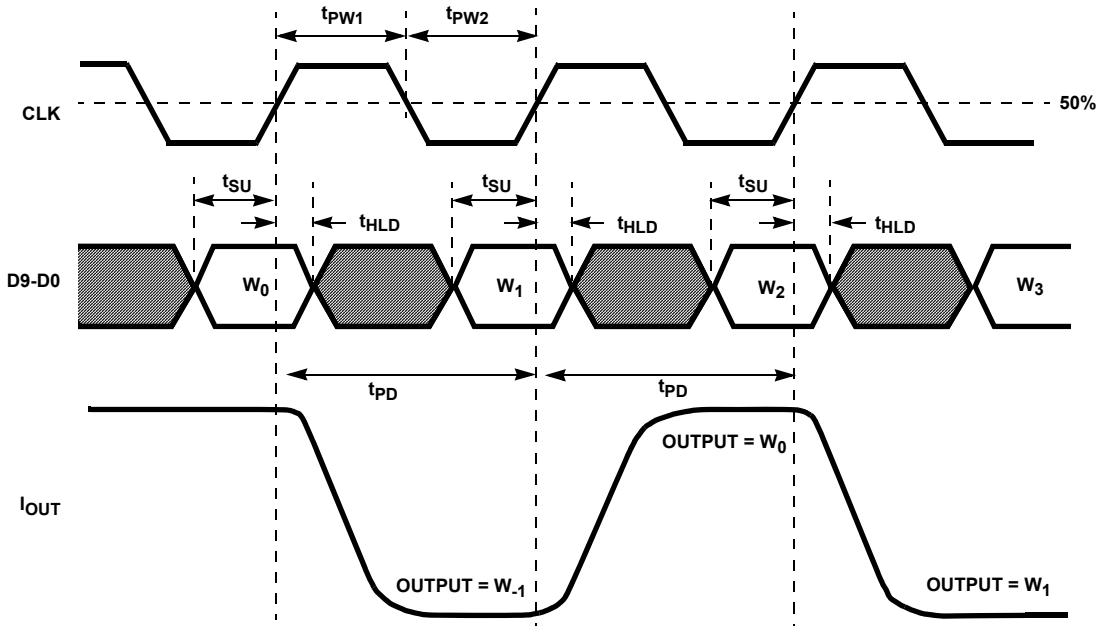 tPW1 tPW2
CLK
50%
tSU tSU tSU
tHLD tHLD tHLD
D9-D0
W0 W1 W2 W3
tPD tPD
OUTPUT = W0
IOUT
OUTPUT = W-1 OUTPUT = W1